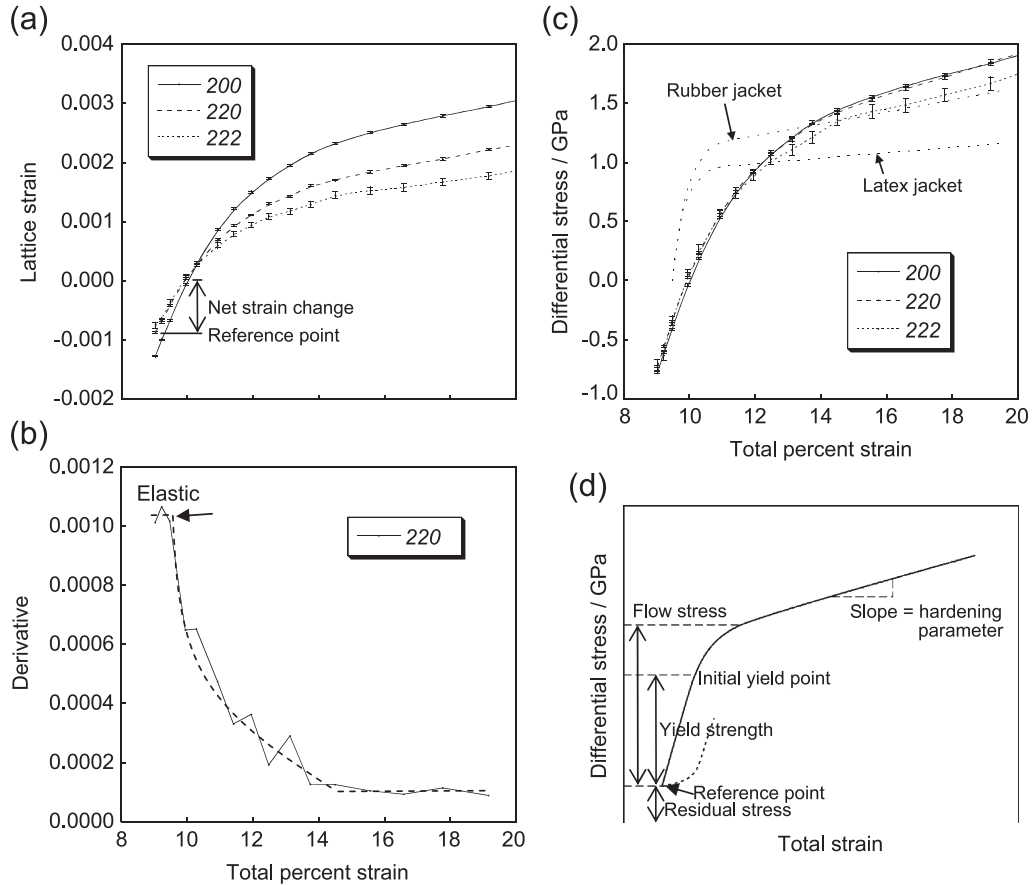 (a)
0.004
0.003
0.002
0.001
0.000
-0.001
-0.002
Lattice strain
200
220
222
Net strain change
Reference point
(b)
0.0012
0.0010
0.0008
0.0006
0.0004
0.0002
0.0000
Derivative
Elastic
220
8 10 12 14 16 18 20
Total percent strain
(c)
2.0
1.5
1.0
0.5
0.0
-0.5
-1.0
Differential stress / GPa
Rubber jacket
Latex jacket
200
220
222
8 10 12 14 16 18 20
Total percent strain
(d)
Differential stress / GPa
Flow stress
Slope = hardening
parameter
Initial yield point
Yield strength
Reference point
Residual stress
Total strain